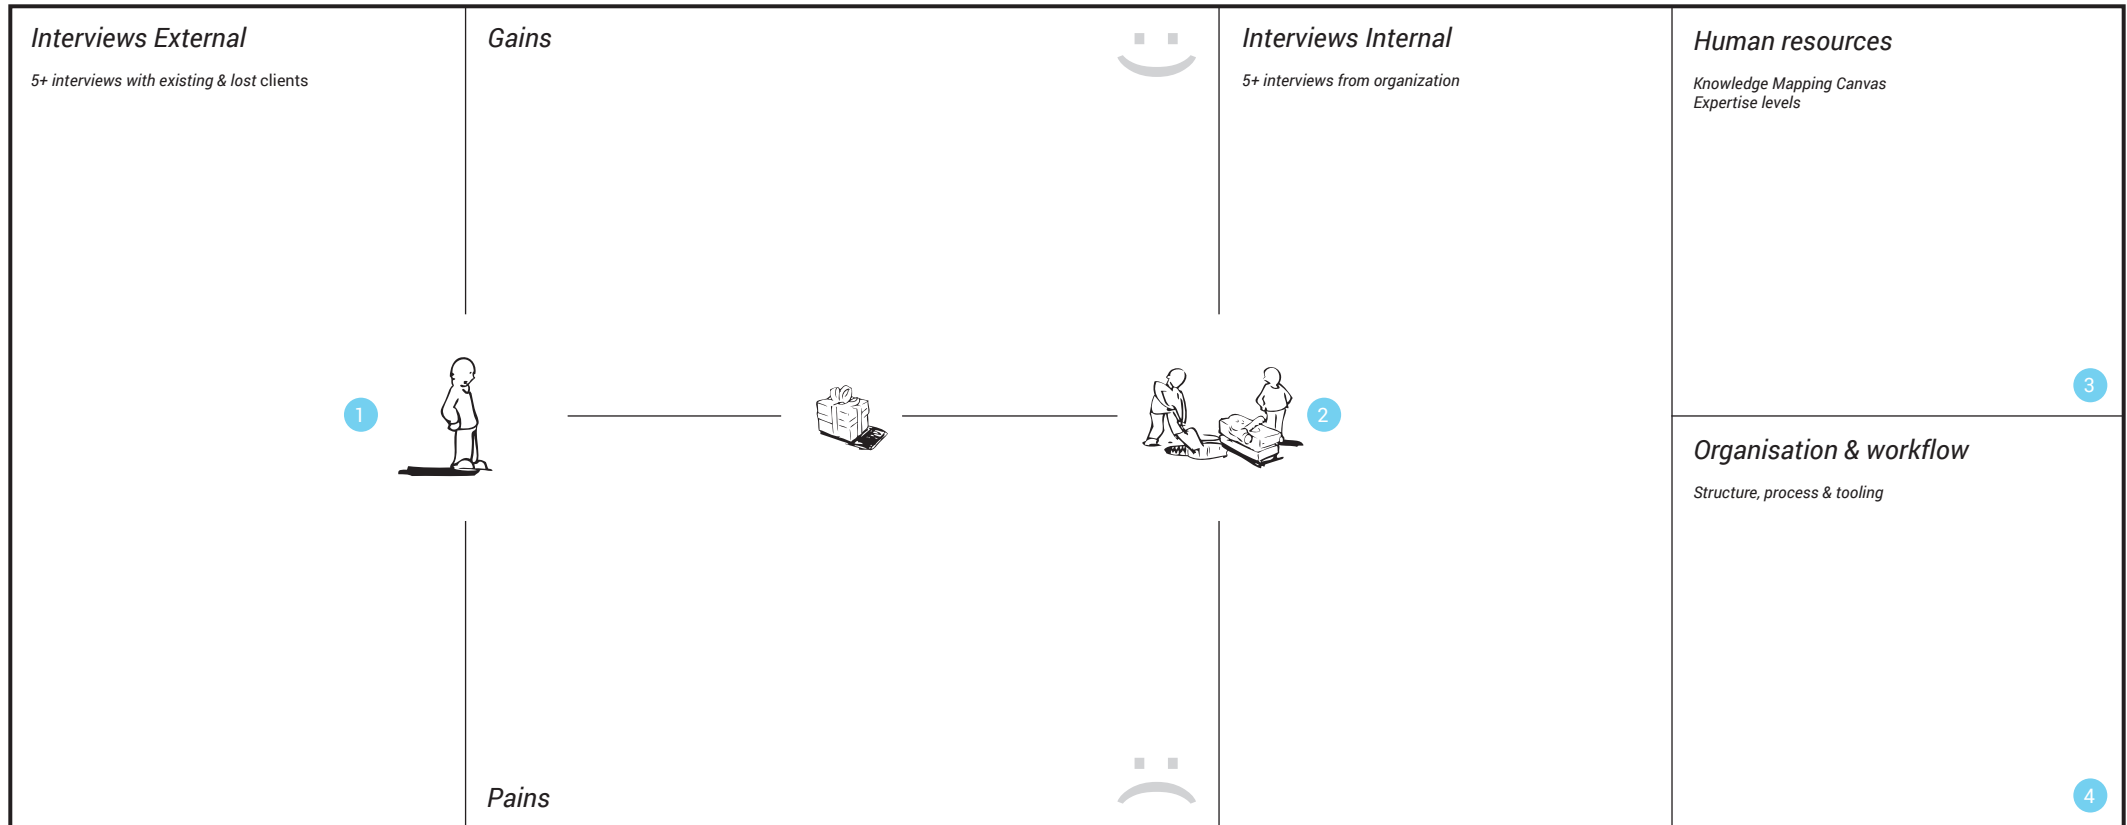 Interviews External
5+ interviews with existing & lost clients
Gains
Interviews Internal
5+ interviews from organization
Human resources
Knowledge Mapping Canvas
Expertise levels
1
2
3
Organisation & workflow
Structure, process & tooling
Pains
4